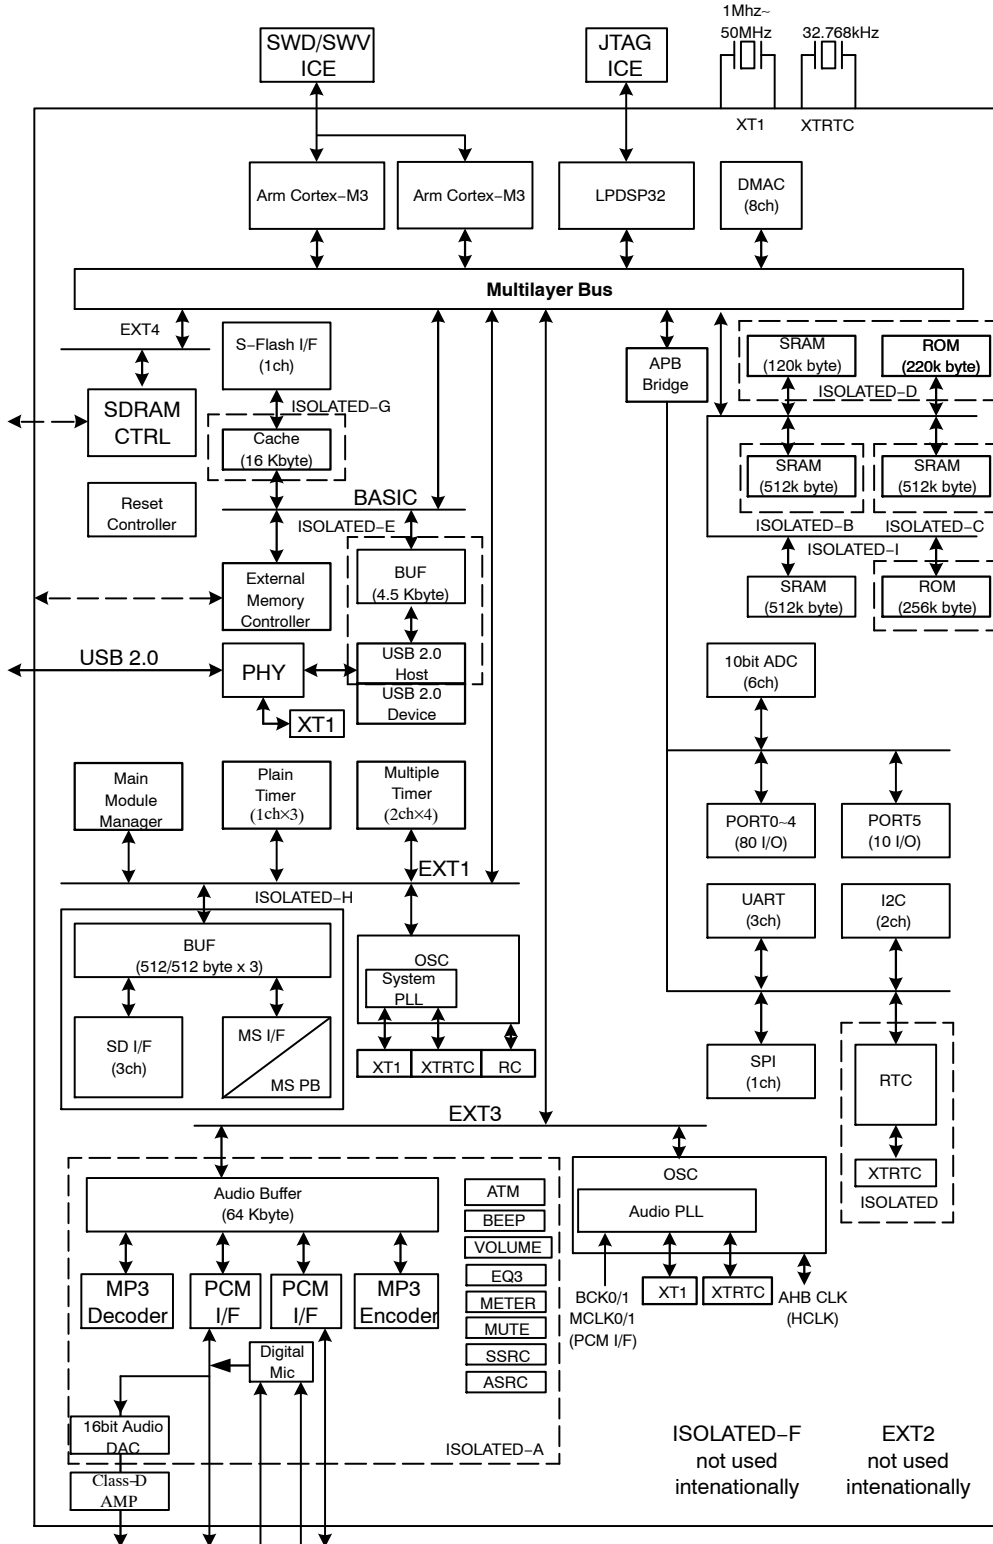 1Mhz~
50MHz
32.768kHz
SWD/SWV
ICE
JTAG
ICE
XT1
XTRTC
Arm Cortex−M3
Arm Cortex−M3
LPDSP32
DMAC
(8ch)
Multilayer Bus
EXT4
S−Flash I/F
(1ch)
APB
Bridge
SRAM
(120k byte)
ROM
(220k byte)
ISOLATED−D
SDRAM
CTRL
ISOLATED−G
Cache
(16 Kbyte)
SRAM
(512k byte)
SRAM
(512k byte)
Reset
Controller
BASIC
ISOLATED−E
ISOLATED−B
ISOLATED−C
ISOLATED−I
BUF
(4.5 Kbyte)
External
Memory
Controller
SRAM
(512k byte)
ROM
(256k byte)
USB 2.0
PHY
USB 2.0
Host
USB 2.0
Device
XT1
10bit ADC
(6ch)
Main
Module
Manager
Plain
Timer
(1ch×3)
Multiple
Timer
(2ch×4)
PORT0~4
(80 I/O)
PORT5
(10 I/O)
EXT1
ISOLATED−H
UART
(3ch)
I2C
(2ch)
BUF
(512/512 byte x 3)
OSC
System
PLL
SD I/F
(3ch)
MS I/F
MS PB
XT1
XTRTC
RC
SPI
(1ch)
RTC
EXT3
XTRTC
ISOLATED
Audio Buffer
(64 Kbyte)
ATM
BEEP
VOLUME
EQ3
METER
MUTE
SSRC
ASRC
OSC
Audio PLL
MP3
Decoder
PCM
I/F
PCM
I/F
MP3
Encoder
BCK0/1
MCLK0/1
(PCM I/F)
XT1
XTRTC
AHB CLK
(HCLK)
Digital
Mic
16bit Audio
DAC
ISOLATED−A
Class–D
AMP
ISOLATED−F
not used
intenationally
EXT2
not used
intenationally